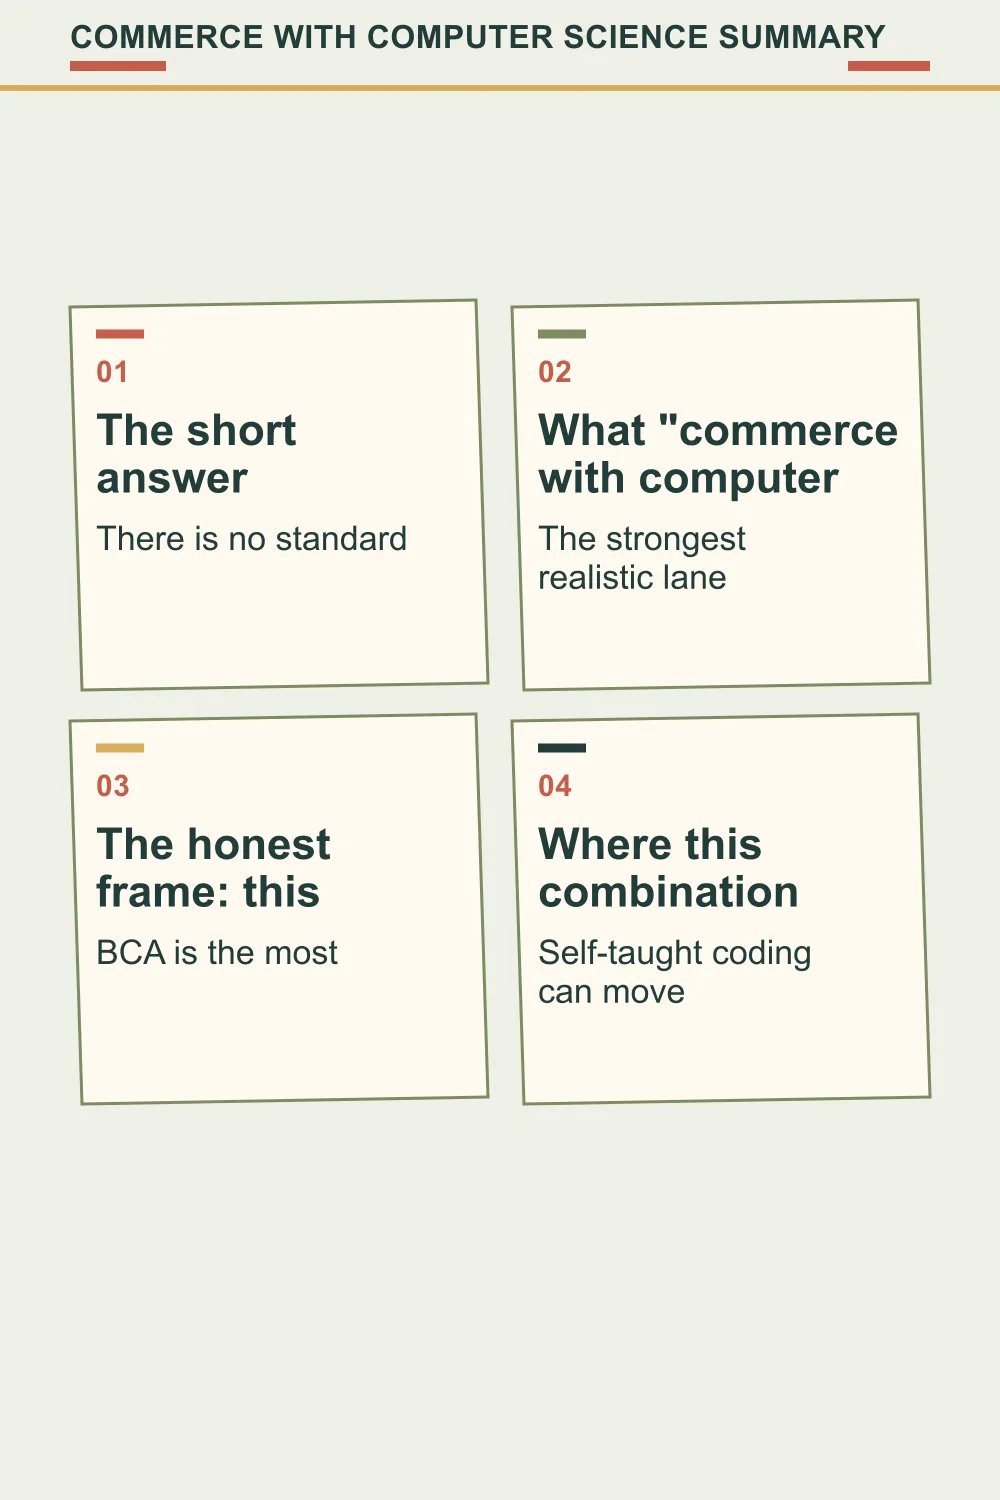 COMMERCE WITH COMPUTER SCIENCE SUMMARY
01
The short
answer
There is no standard
02
What "commerce
with computer
The strongest
realistic lane
03
The honest
frame: this
BCA is the most
04
Where this
combination
Self-taught coding
can move